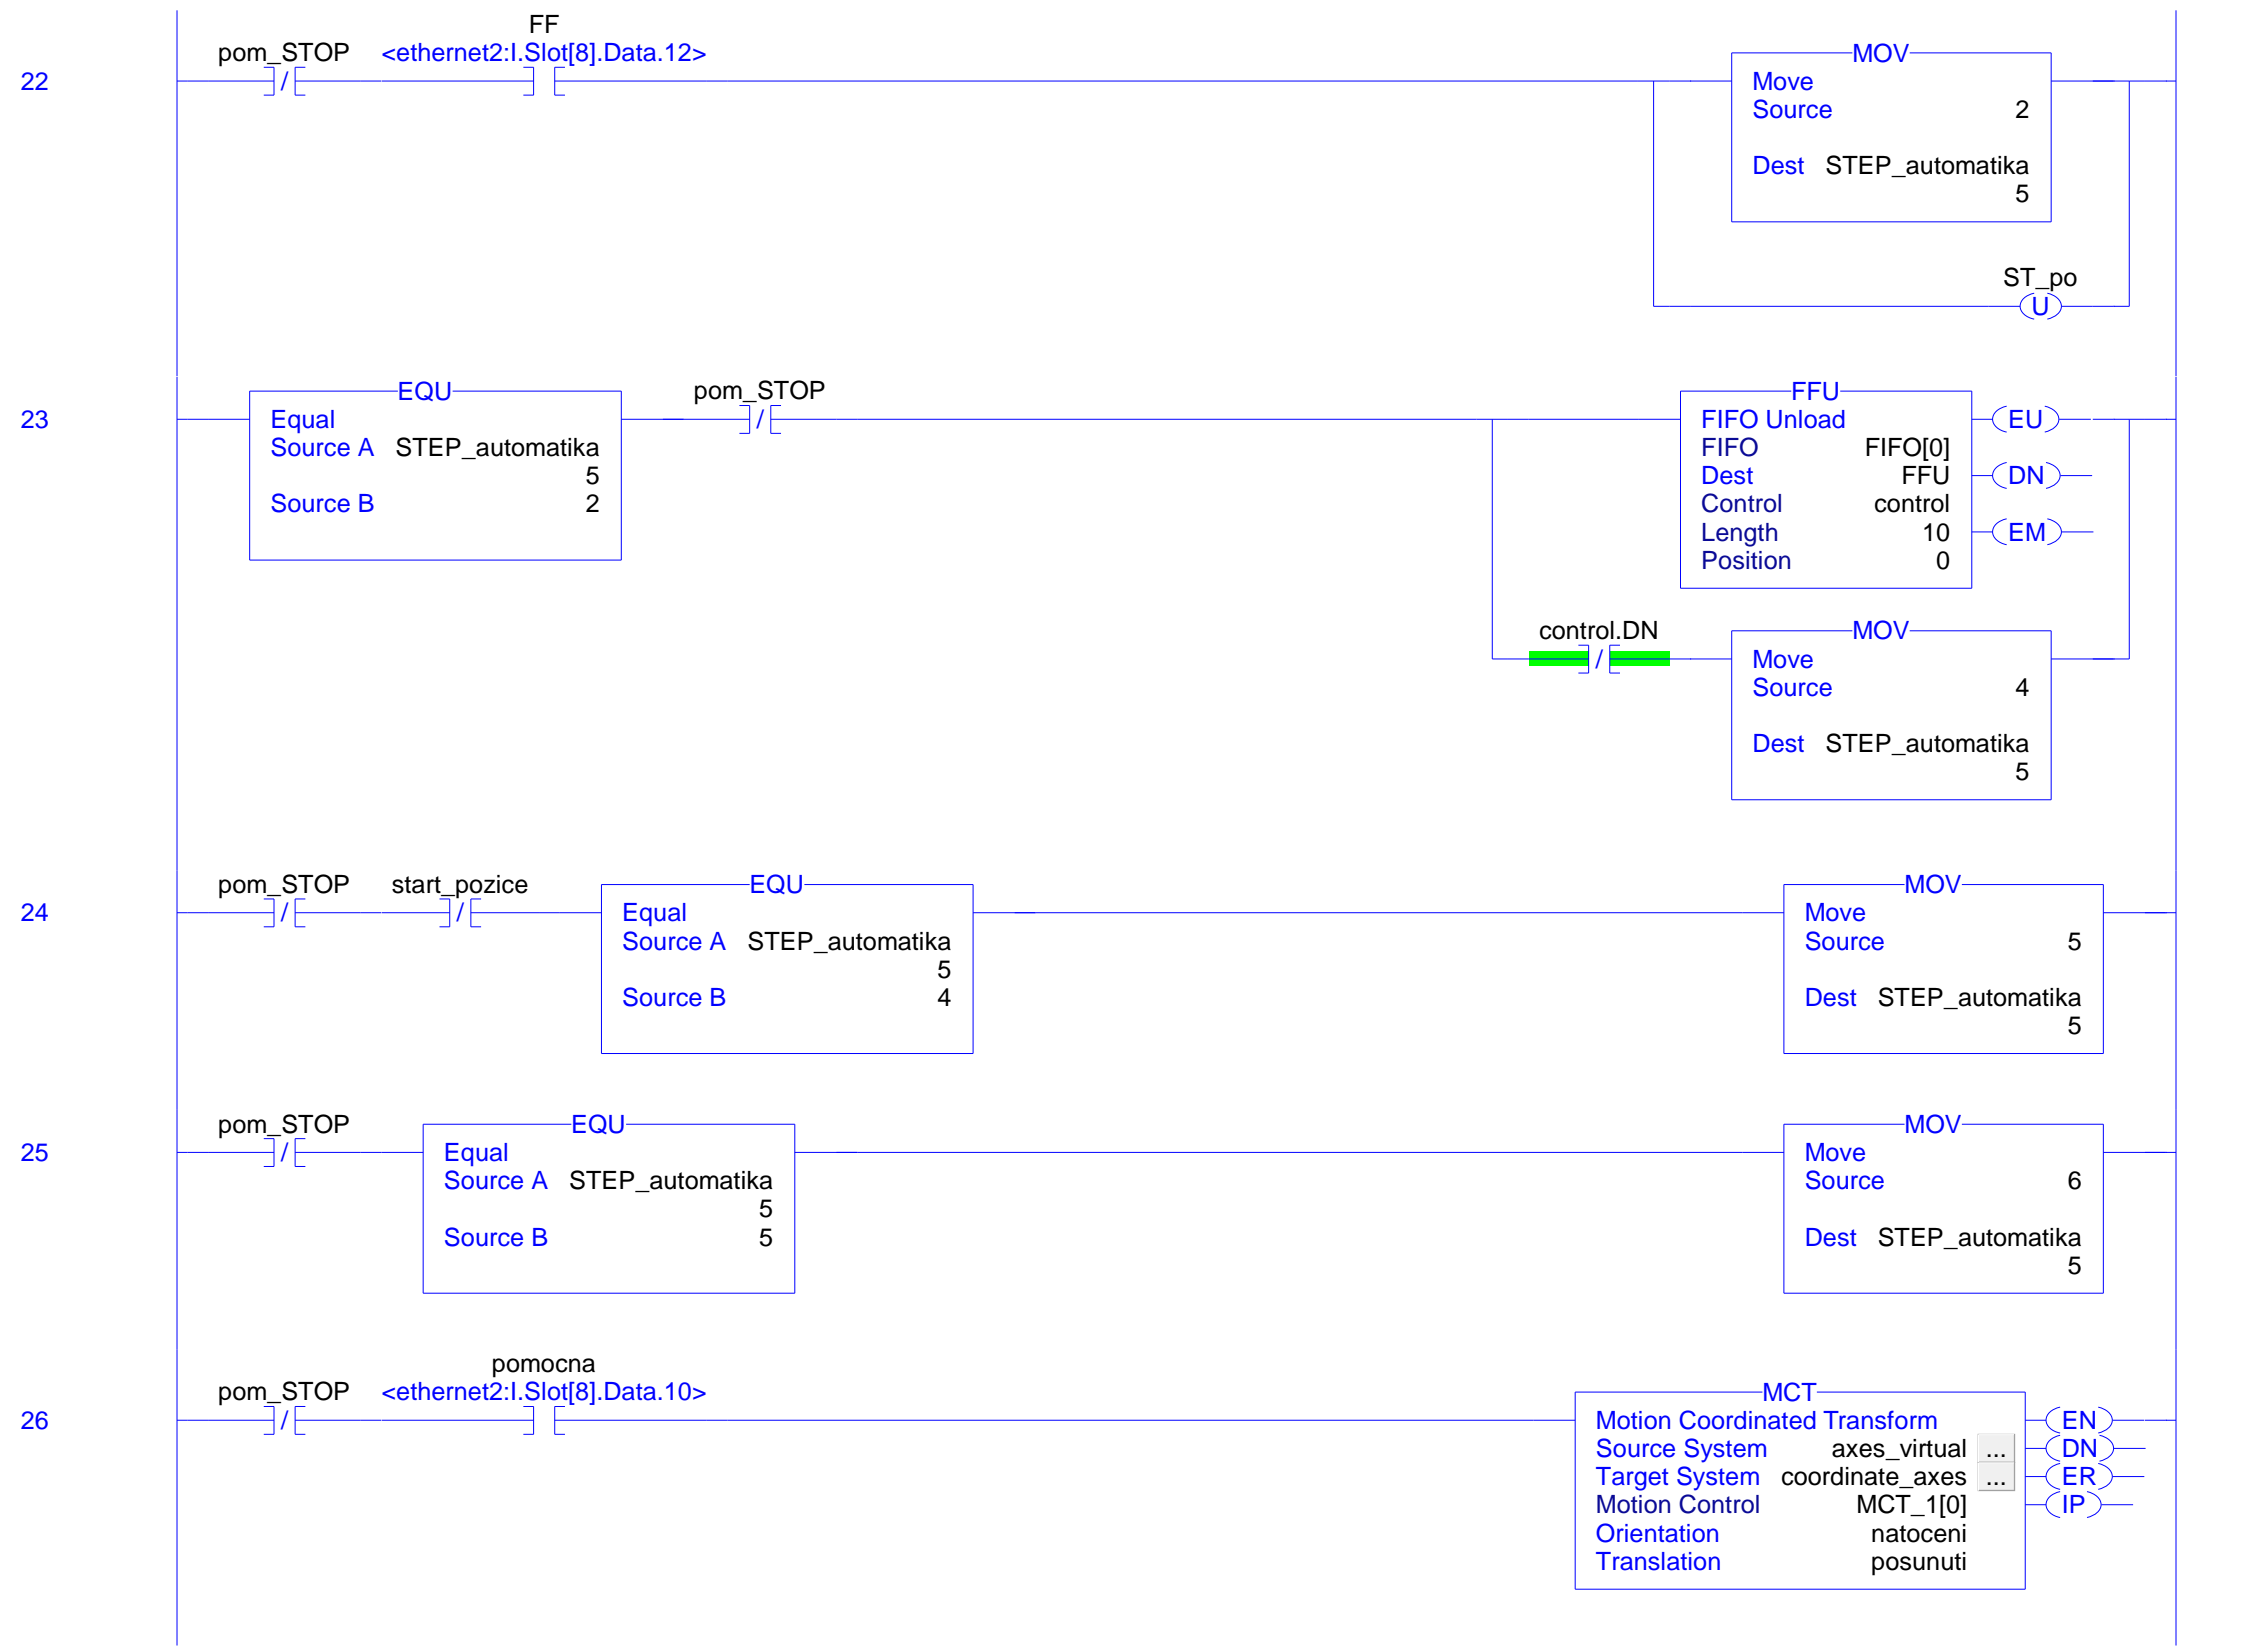 FF
pom_STOP <ethernet2:I.Slot[8].Data.12>
22
/
MOV
Move
Source 2
Dest STEP_automatika
5
ST_po
U
23
EQU
Equal
Source A STEP_automatika
5
Source B 2
pom_STOP
/
FFU
FIFO Unload
FIFO FIFO[0]
Dest FFU
Control control
Length 10
Position 0
EU
DN
EM
control.DN
/
MOV
Move
Source 4
Dest STEP_automatika
5
24
pom_STOP start_pozice
/ /
EQU
Equal
Source A STEP_automatika
5
Source B 4
MOV
Move
Source 5
Dest STEP_automatika
5
25
pom_STOP
/
EQU
Equal
Source A STEP_automatika
5
Source B 5
MOV
Move
Source 6
Dest STEP_automatika
5
pomocna
pom_STOP <ethernet2:I.Slot[8].Data.10>
26
/
MCT
Motion Coordinated Transform
Source System axes_virtual ...
Target System coordinate_axes ...
Motion Control MCT_1[0]
Orientation natoceni
Translation posunuti
EN
DN
ER
IP